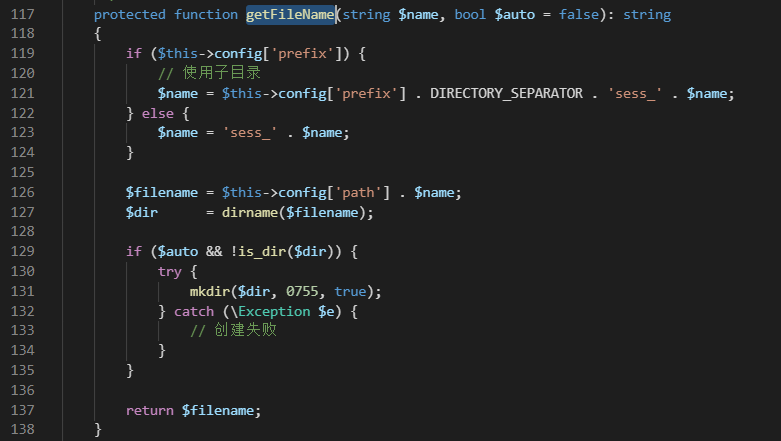 117 protected function getFileName(string $name, bool $auto = false): string
118 {
119 if ($this->config['prefix']) {
120 // 使用子目录
121 $name = $this->config['prefix'] . DIRECTORY_SEPARATOR . 'sess_' . $name;
122 } else {
123 $name = 'sess_' . $name;
124 }
125
126 $filename = $this->config['path'] . $name;
127 $dir      = dirname($filename);
128
129 if ($auto && !is_dir($dir)) {
130 try {
131 mkdir($dir, 0755, true);
132 } catch (\Exception $e) {
133 // 创建失败
134 }
135 }
136
137 return $filename;
138 }